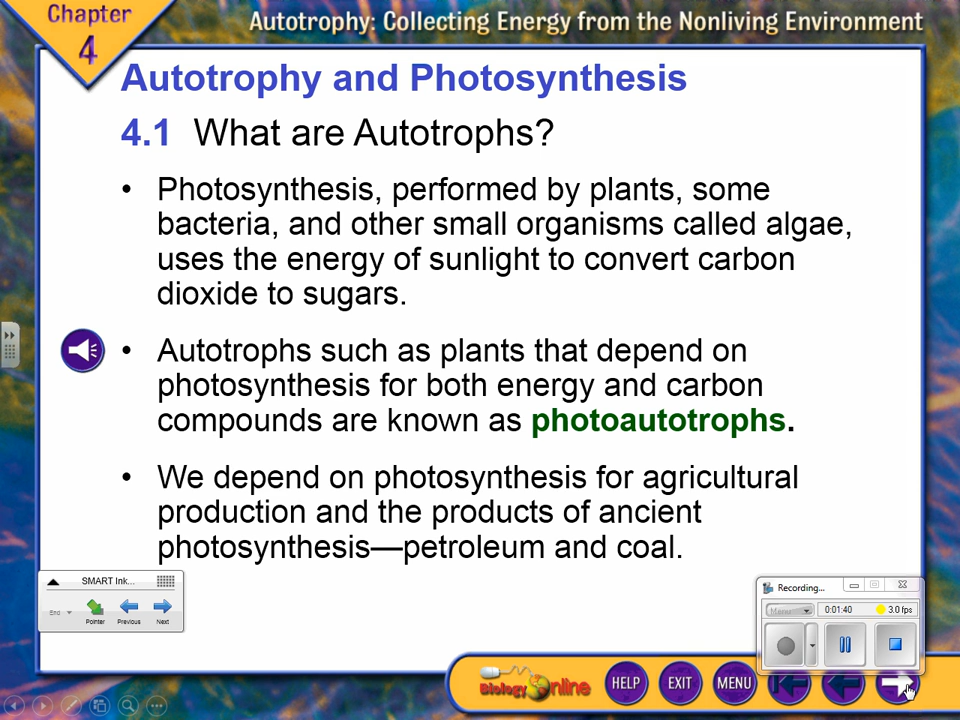 Chapter
4
Autotrophy: Collecting Energy from the Nonliving Environment
Autotrophy and Photosynthesis
4.1 What are Autotrophs?
• Photosynthesis, performed by plants, some
bacteria, and other small organisms called algae,
uses the energy of sunlight to convert carbon
dioxide to sugars.
• Autotrophs such as plants that depend on
photosynthesis for both energy and carbon
compounds are known as photoautotrophs.
• We depend on photosynthesis for agricultural
production and the products of ancient
photosynthesis—petroleum and coal.
SMART Ink...
End
Pointer Previous Next
Recording...
Menu 0:01:40 3.0 fps
Biology Online HELP EXIT MENU